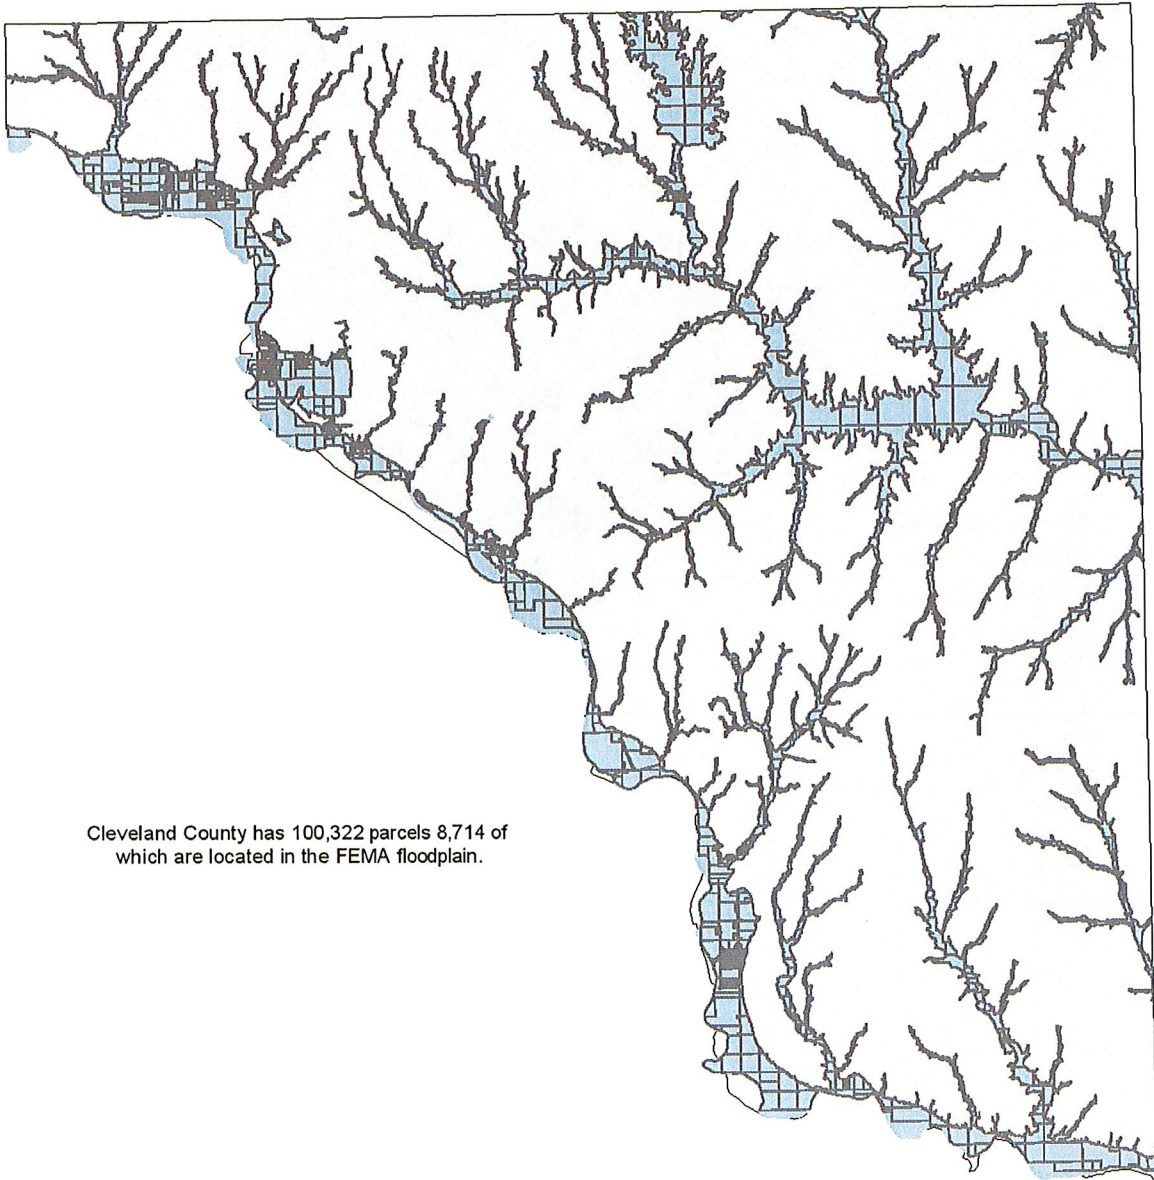 Cleveland County has 100,322 parcels 8,714 of
which are located in the FEMA floodplain.